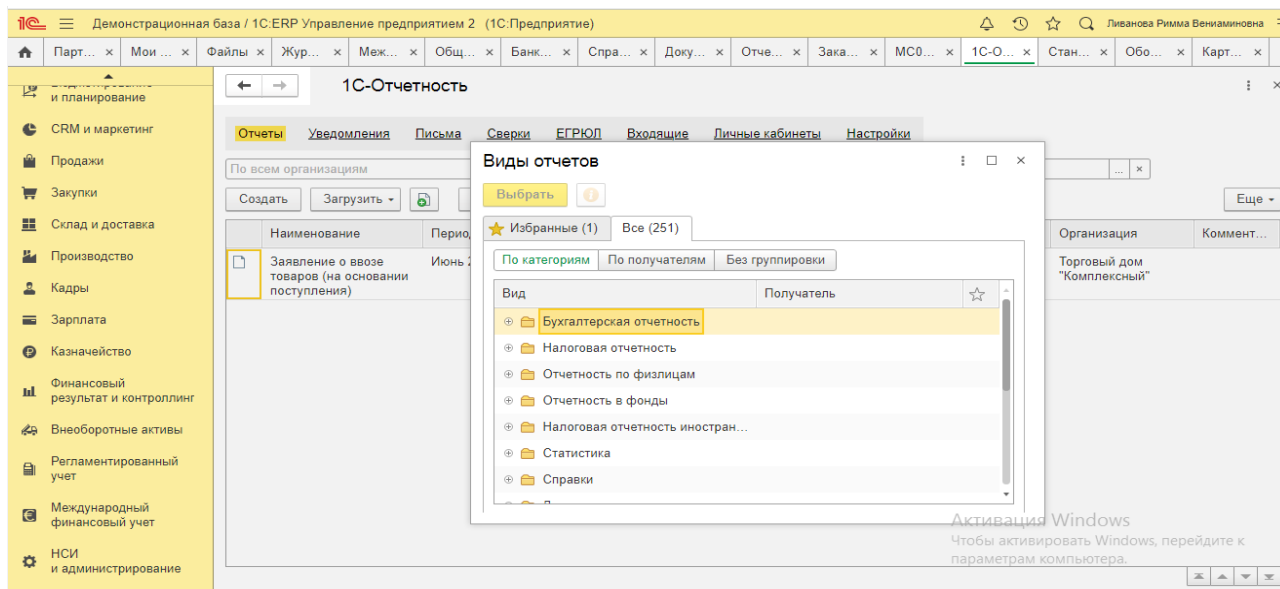 1С Демонстрационная база / 1С:ERP Управление предприятием 2 (1С:Предприятие) Ливанова Римма Вениаминовна
Парт... × Мои ... × Файлы × Жур... × Меж... × Общ... × Банк... × Спра... × Доку... × Отче... × Зака... × МС0... × 1С-О... × Стан... × Обо... × Карт... ×
и планирование
CRM и маркетинг
Продажи
Закупки
Склад и доставка
Производство
Кадры
Зарплата
Казначейство
Финансовый
результат и контроллинг
Внеоборотные активы
Регламентированный
учет
Международный
финансовый учет
НСИ
и администрирование
1С-Отчетность
Отчеты Уведомления Письма Сверки ЕГРЮЛ Входящие Личные кабинеты Настройки
По всем организациям ... ×
Создать Загрузить Еще
Наименование Перио Организация Коммент...
Заявление о ввозе
товаров (на основании
поступления)
Июнь 2
Торговый дом
"Комплексный"
Виды отчетов
Выбрать
Избранные (1) Все (251)
По категориям По получателям Без группировки
Вид Получатель
Бухгалтерская отчетность
Налоговая отчетность
Отчетность по физлицам
Отчетность в фонды
Налоговая отчетность иностран...
Статистика
Справки
Активация Windows
Чтобы активировать Windows, перейдите к
параметрам компьютера.